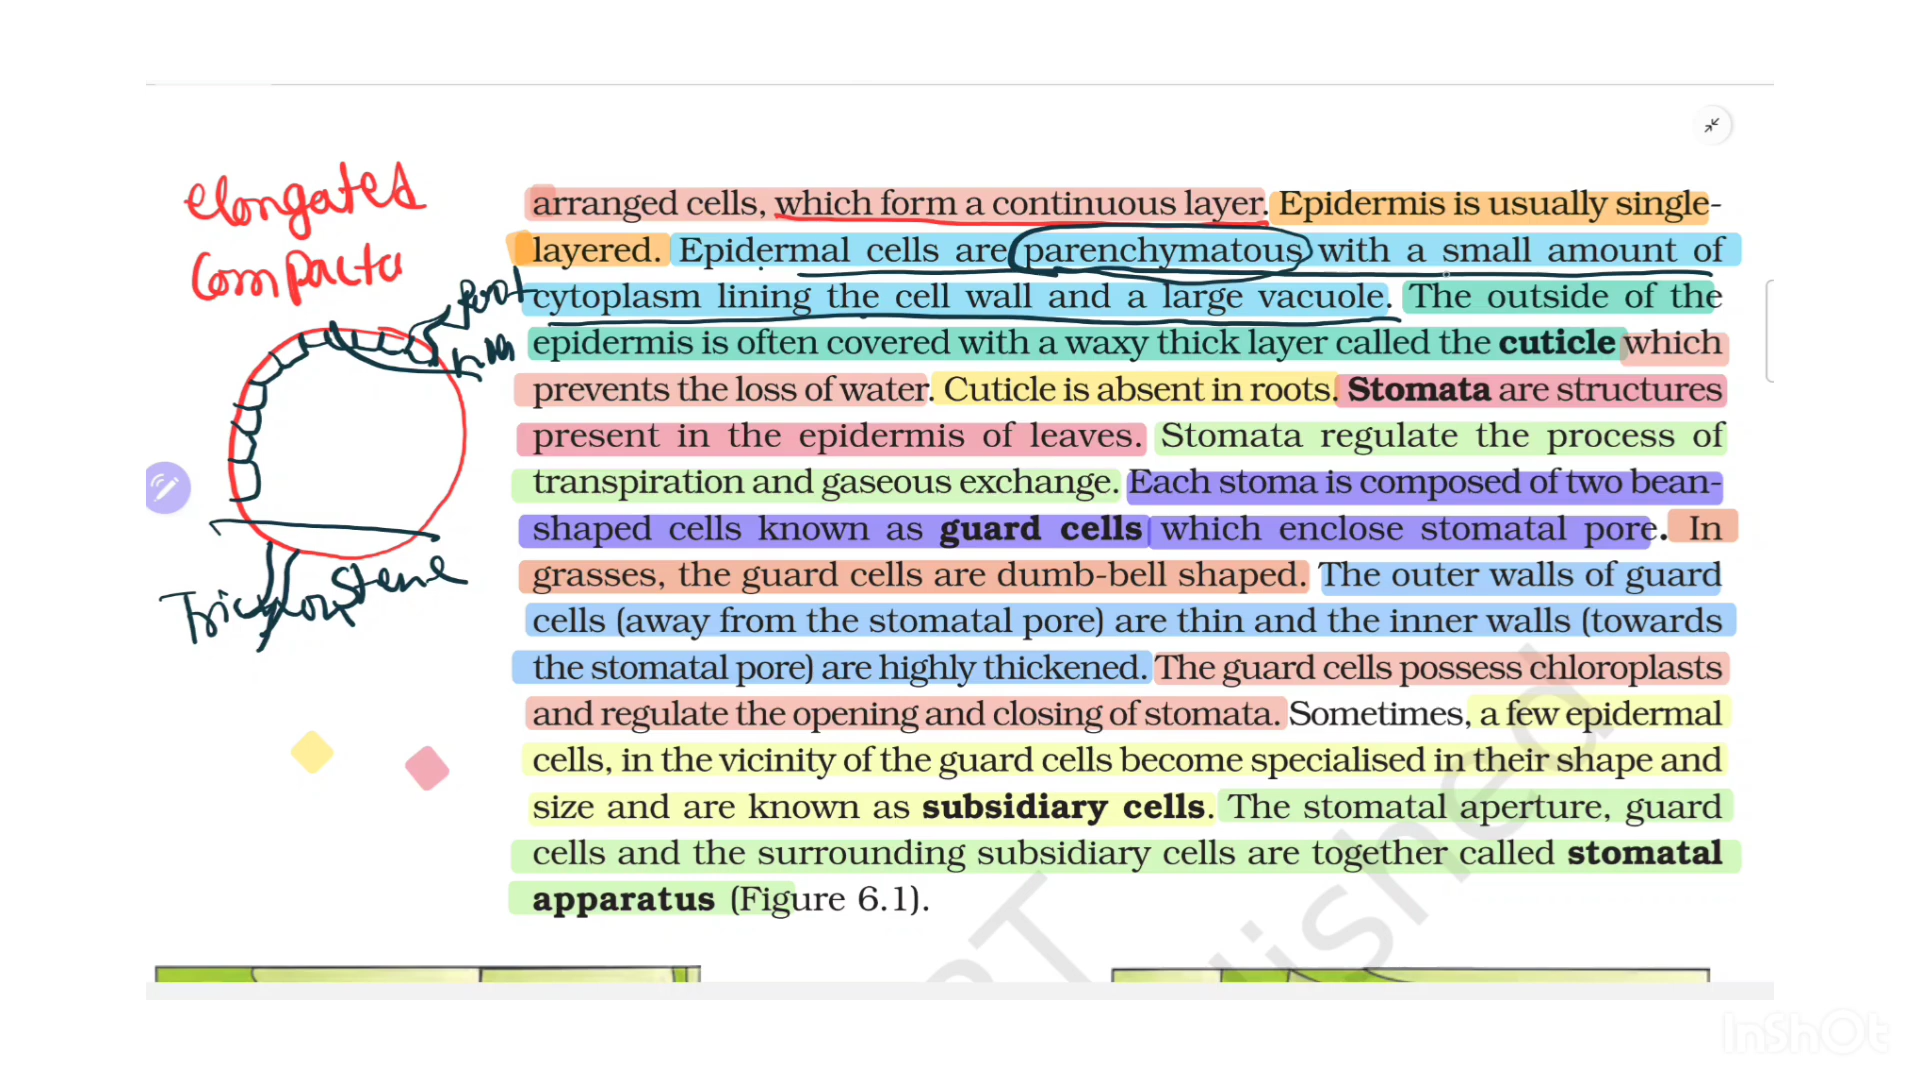 elongated
Compacta
root
Trichome
stem
arranged cells, which form a continuous layer. Epidermis is usually single-
layered. Epidermal cells are parenchymatous with a small amount of
cytoplasm lining the cell wall and a large vacuole. The outside of the
epidermis is often covered with a waxy thick layer called the cuticle which
prevents the loss of water. Cuticle is absent in roots. Stomata are structures
present in the epidermis of leaves. Stomata regulate the process of
transpiration and gaseous exchange. Each stoma is composed of two bean-
shaped cells known as guard cells which enclose stomatal pore. In
grasses, the guard cells are dumb-bell shaped. The outer walls of guard
cells (away from the stomatal pore) are thin and the inner walls (towards
the stomatal pore) are highly thickened. The guard cells possess chloroplasts
and regulate the opening and closing of stomata. Sometimes, a few epidermal
cells, in the vicinity of the guard cells become specialised in their shape and
size and are known as subsidiary cells. The stomatal aperture, guard
cells and the surrounding subsidiary cells are together called stomatal
apparatus (Figure 6.1).
InShOt